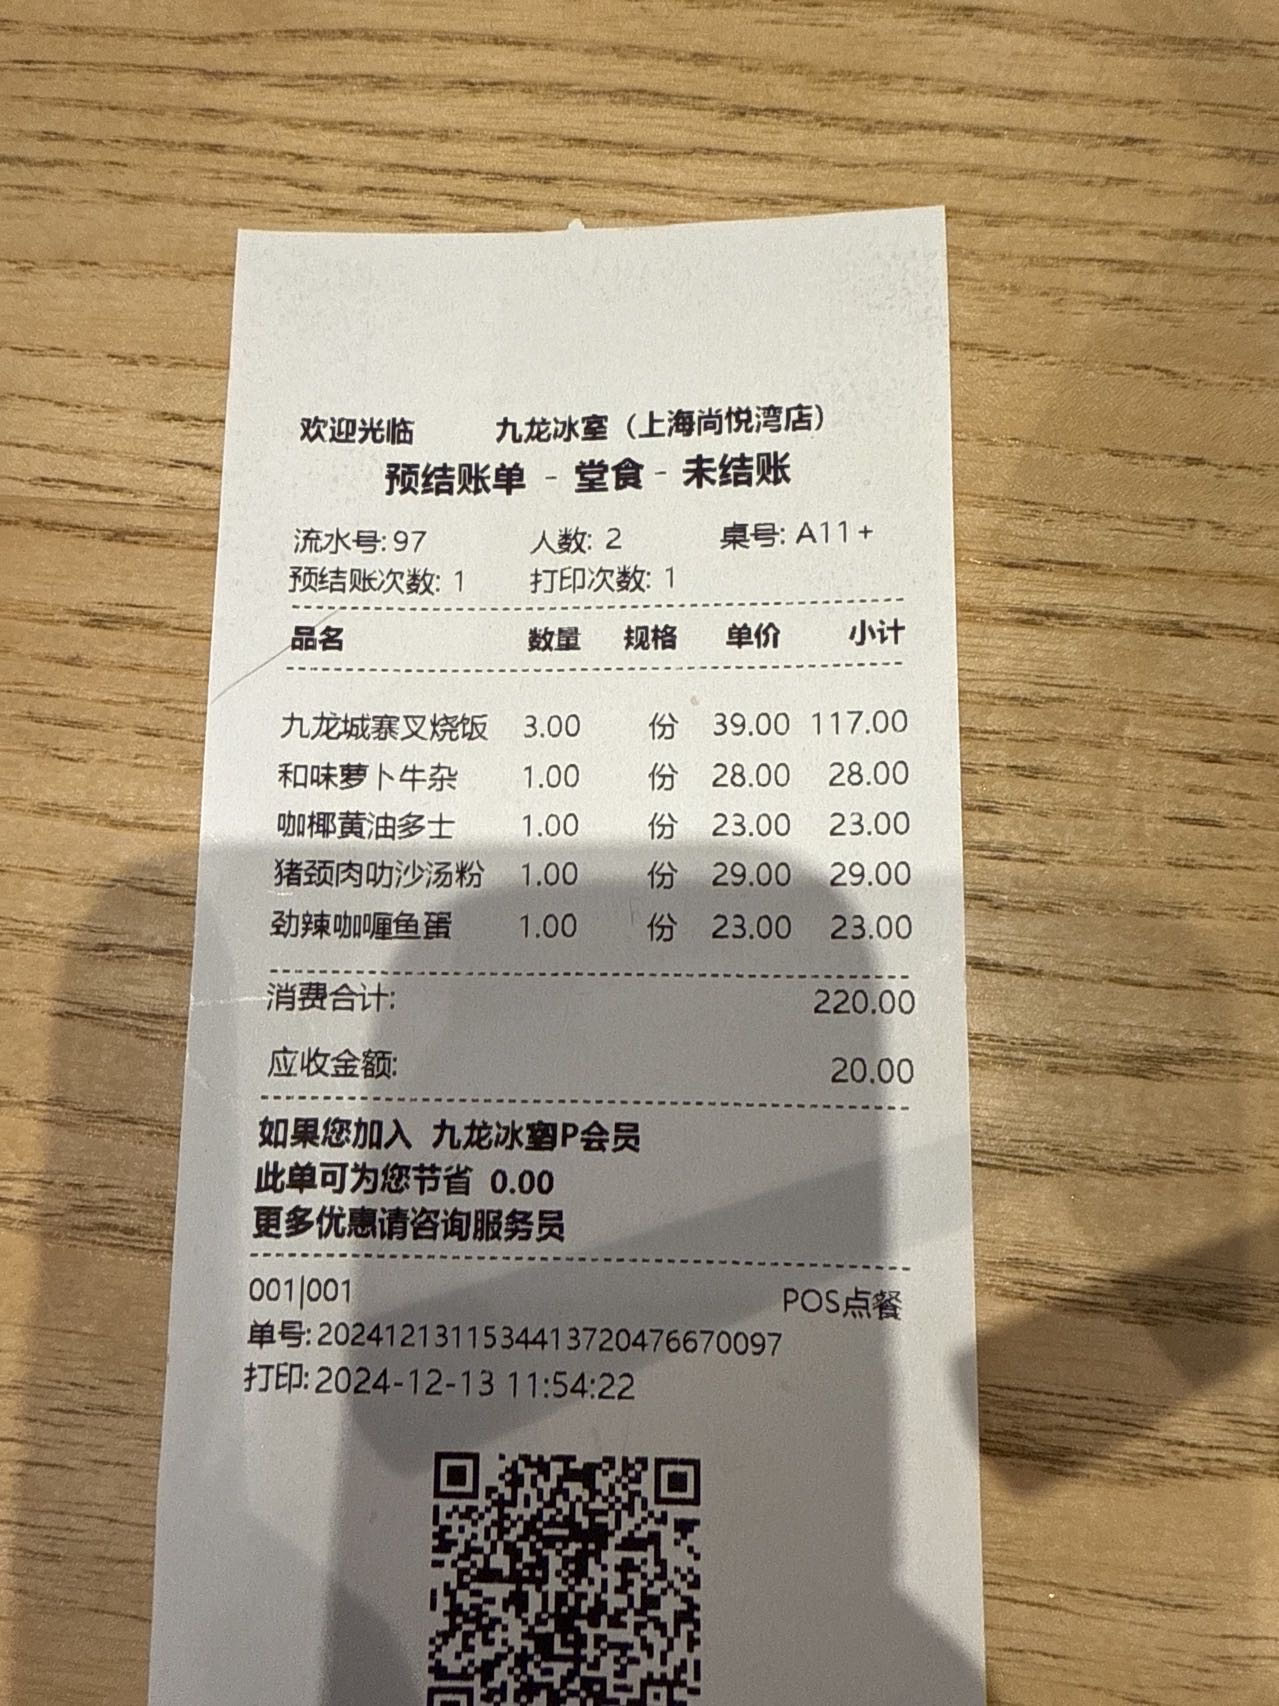 欢迎光临 九龙冰室（上海尚悦湾店）
预结账单 - 堂食 - 未结账
流水号: 97 人数: 2 桌号: A11+
预结账次数: 1 打印次数: 1
品名 数量 规格 单价 小计
九龙城寨叉烧饭 3.00 份 39.00 117.00
和味萝卜牛杂 1.00 份 28.00 28.00
咖椰黄油多士 1.00 份 23.00 23.00
猪颈肉叻沙汤粉 1.00 份 29.00 29.00
劲辣咖喱鱼蛋 1.00 份 23.00 23.00
消费合计: 220.00
应收金额: 20.00
如果您加入 九龙冰室P会员
此单可为您节省 0.00
更多优惠请咨询服务员
001|001 POS点餐
单号: 20241213115344137204766​70097
打印: 2024-12-13 11:54:22